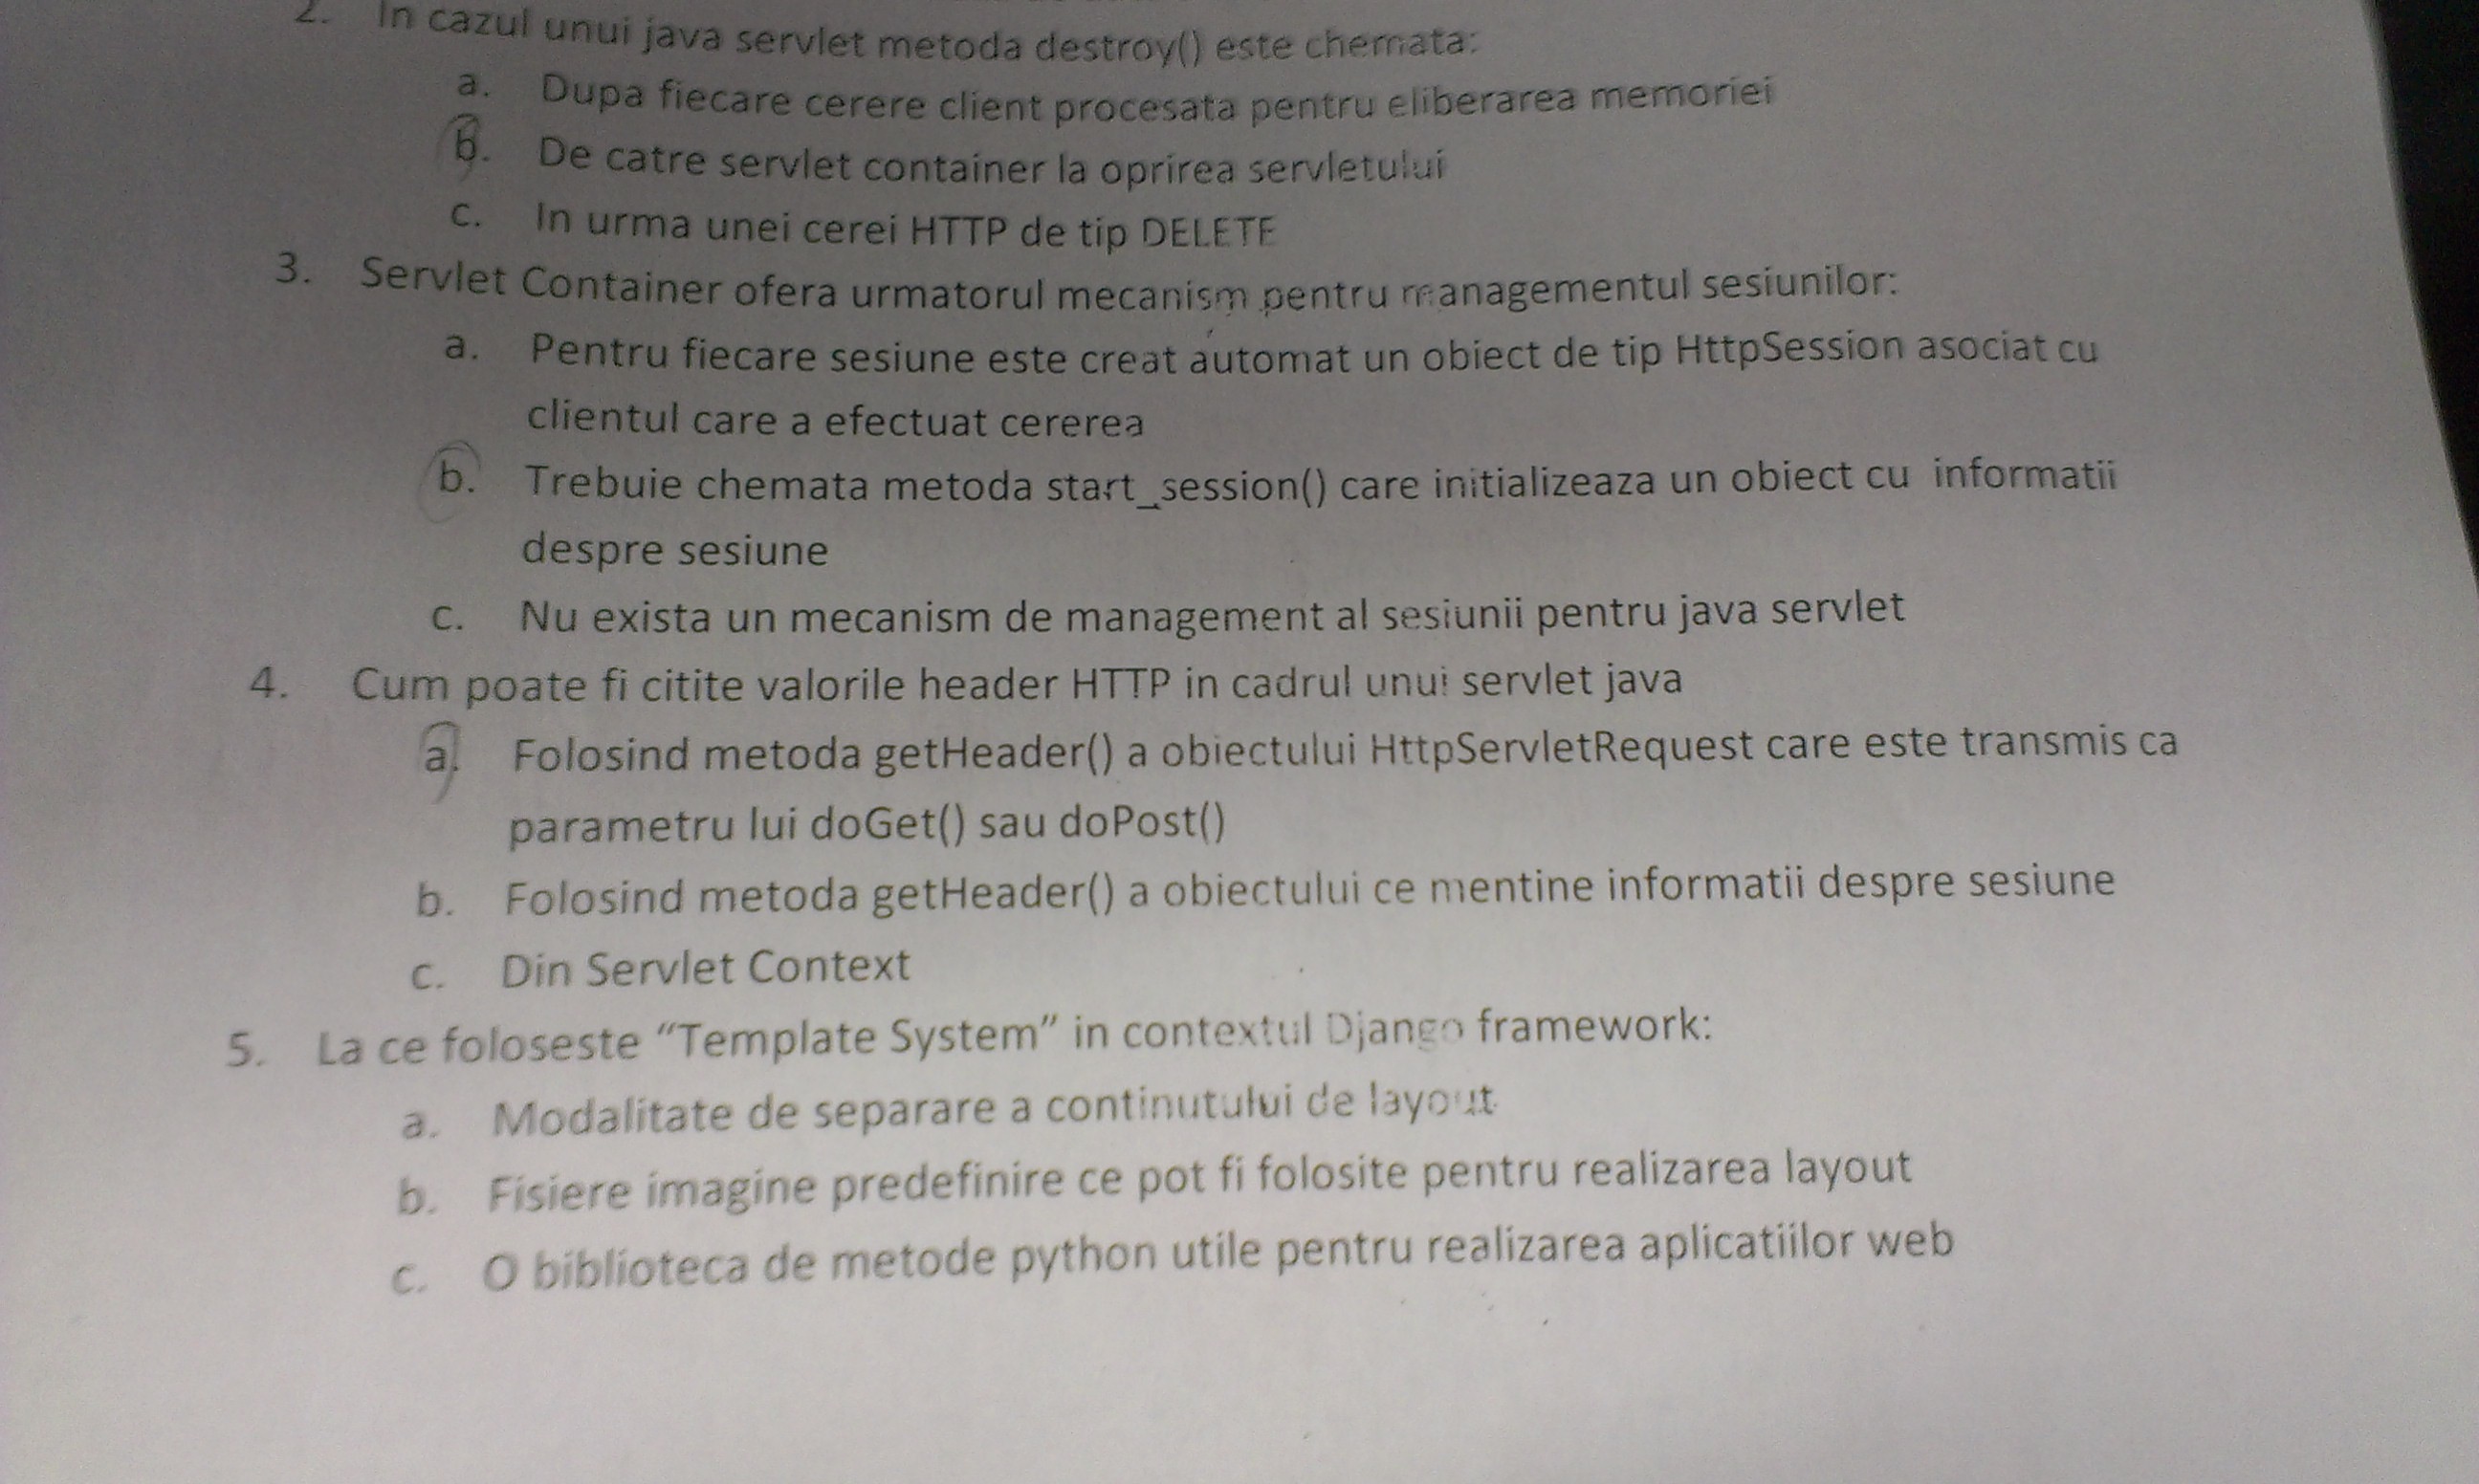 2. In cazul unui java servlet metoda destroy() este chemata:
a. Dupa fiecare cerere client procesata pentru eliberarea memoriei
b. De catre servlet container la oprirea servletului
c. In urma unei cerei HTTP de tip DELETE
3. Servlet Container ofera urmatorul mecanism pentru managementul sesiunilor:
a. Pentru fiecare sesiune este creat automat un obiect de tip HttpSession asociat cu
clientul care a efectuat cererea
b. Trebuie chemata metoda start_session() care initializeaza un obiect cu informatii
despre sesiune
c. Nu exista un mecanism de management al sesiunii pentru java servlet
4. Cum poate fi citite valorile header HTTP in cadrul unui servlet java
a. Folosind metoda getHeader() a obiectului HttpServletRequest care este transmis ca
parametru lui doGet() sau doPost()
b. Folosind metoda getHeader() a obiectului ce mentine informatii despre sesiune
c. Din Servlet Context
5. La ce foloseste “Template System” in contextul Django framework:
a. Modalitate de separare a continutului de layout
b. Fisiere imagine predefinire ce pot fi folosite pentru realizarea layout
c. O biblioteca de metode python utile pentru realizarea aplicatiilor web